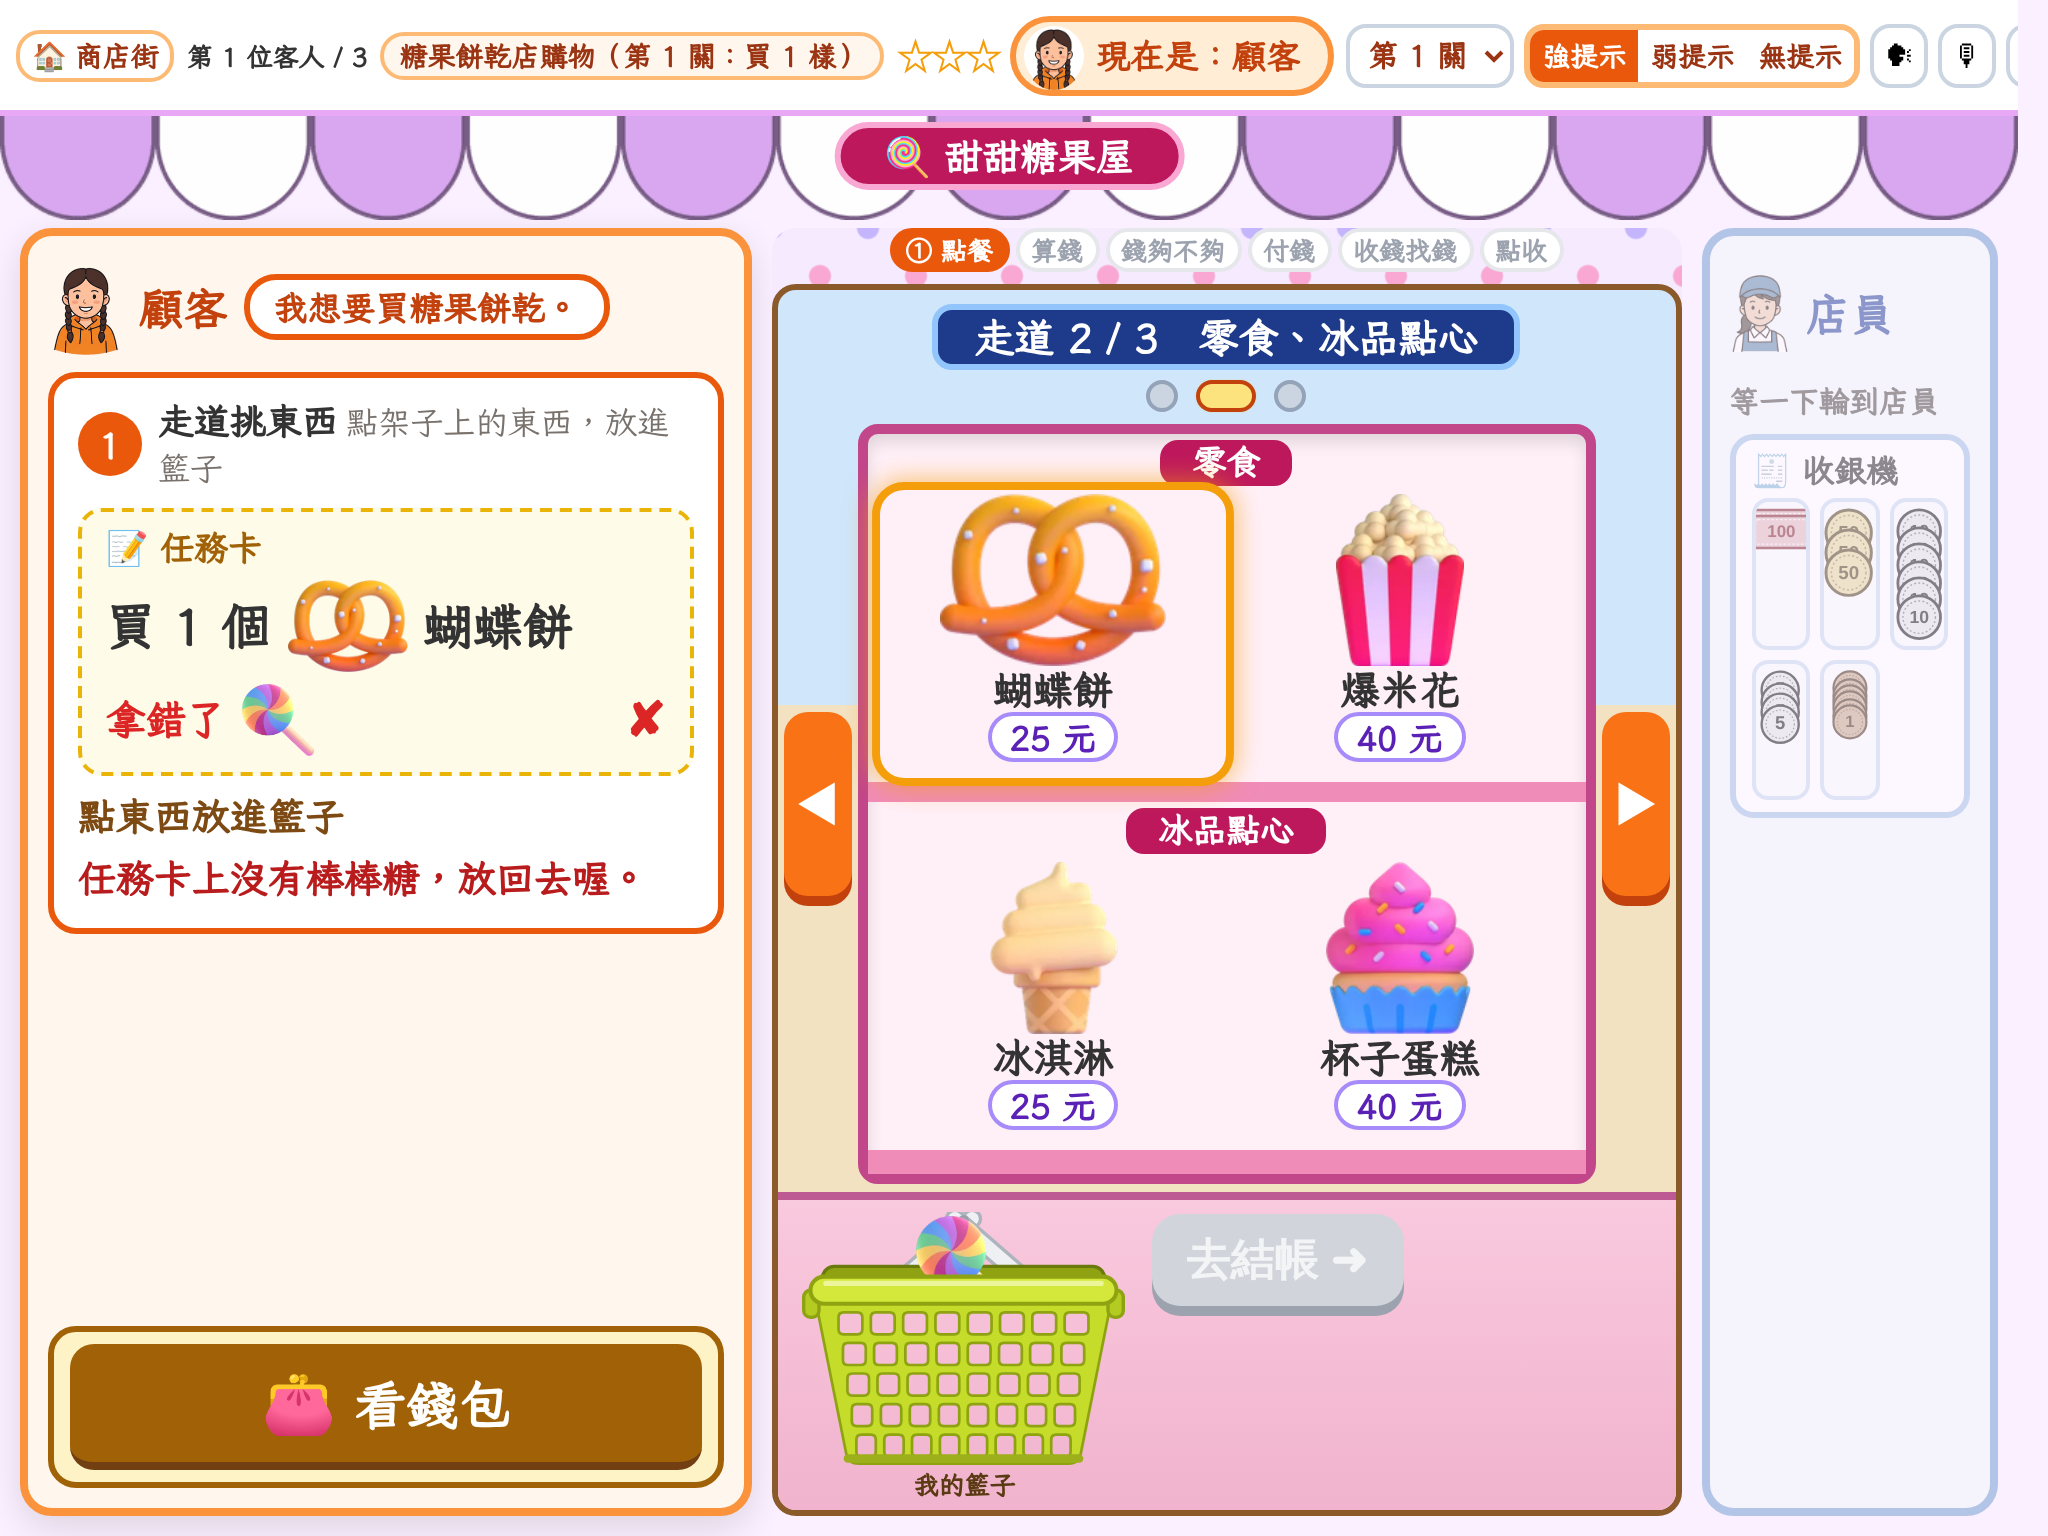 商店街
第 1 位客人 / 3
糖果餅乾店購物（第 1 關：買 1 樣）
現在是：顧客
第 1 關
強提示 弱提示 無提示
甜甜糖果屋
顧客
我想要買糖果餅乾。
1
走道挑東西 點架子上的東西，放進
籃子
任務卡
買 1 個 蝴蝶餅
拿錯了
點東西放進籃子
任務卡上沒有棒棒糖，放回去喔。
看錢包
① 點餐 算錢 錢夠不夠 付錢 收錢找錢 點收
走道 2 / 3 零食、冰品點心
零食
蝴蝶餅 爆米花
25 元 40 元
冰品點心
冰淇淋 杯子蛋糕
25 元 40 元
去結帳 ➜
我的籃子
店員
等一下輪到店員
收銀機
100 50 10
5 1